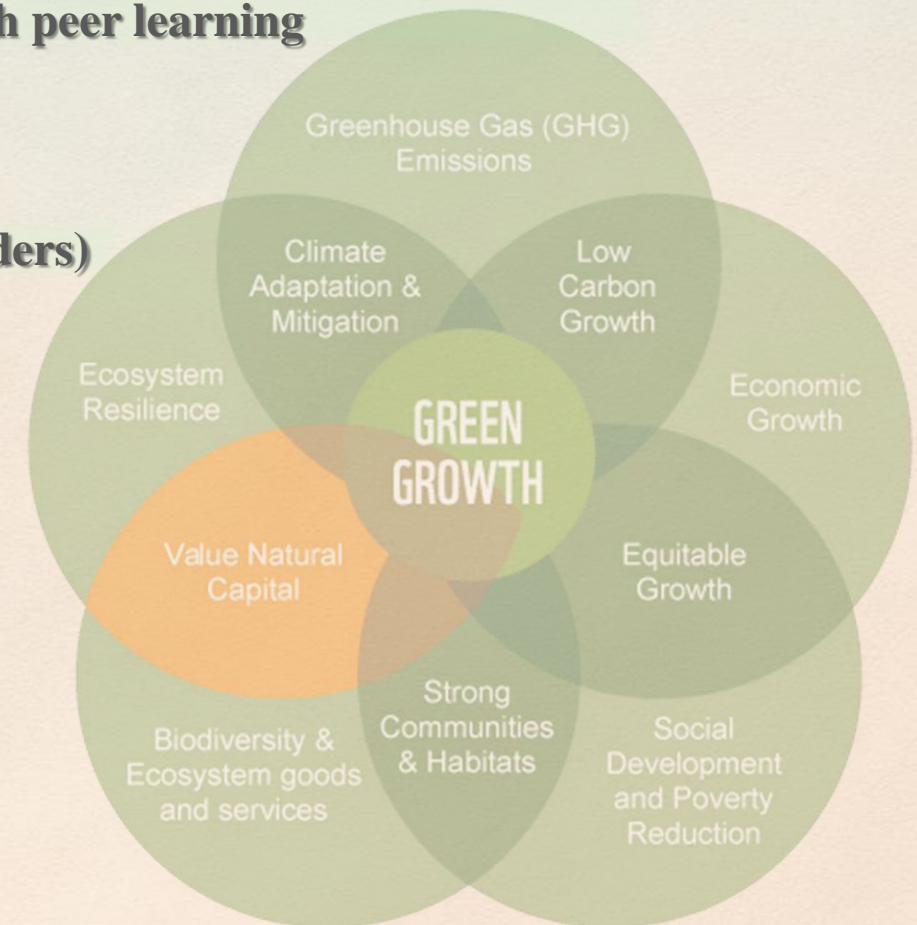 h peer learning
ders)
Greenhouse Gas (GHG)
Emissions
Climate
Adaptation &
Mitigation
Low
Carbon
Growth
Ecosystem
Resilience
Economic
Growth
GREEN
GROWTH
Value Natural
Capital
Equitable
Growth
Strong
Communities
& Habitats
Biodiversity &
Ecosystem goods
and services
Social
Development
and Poverty
Reduction